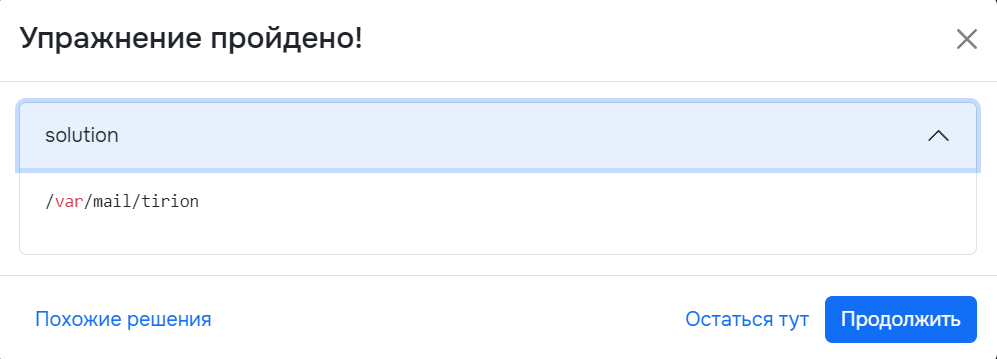 Упражнение пройдено!
solution
/var/mail/tirion
Похожие решения
Остаться тут
Продолжить